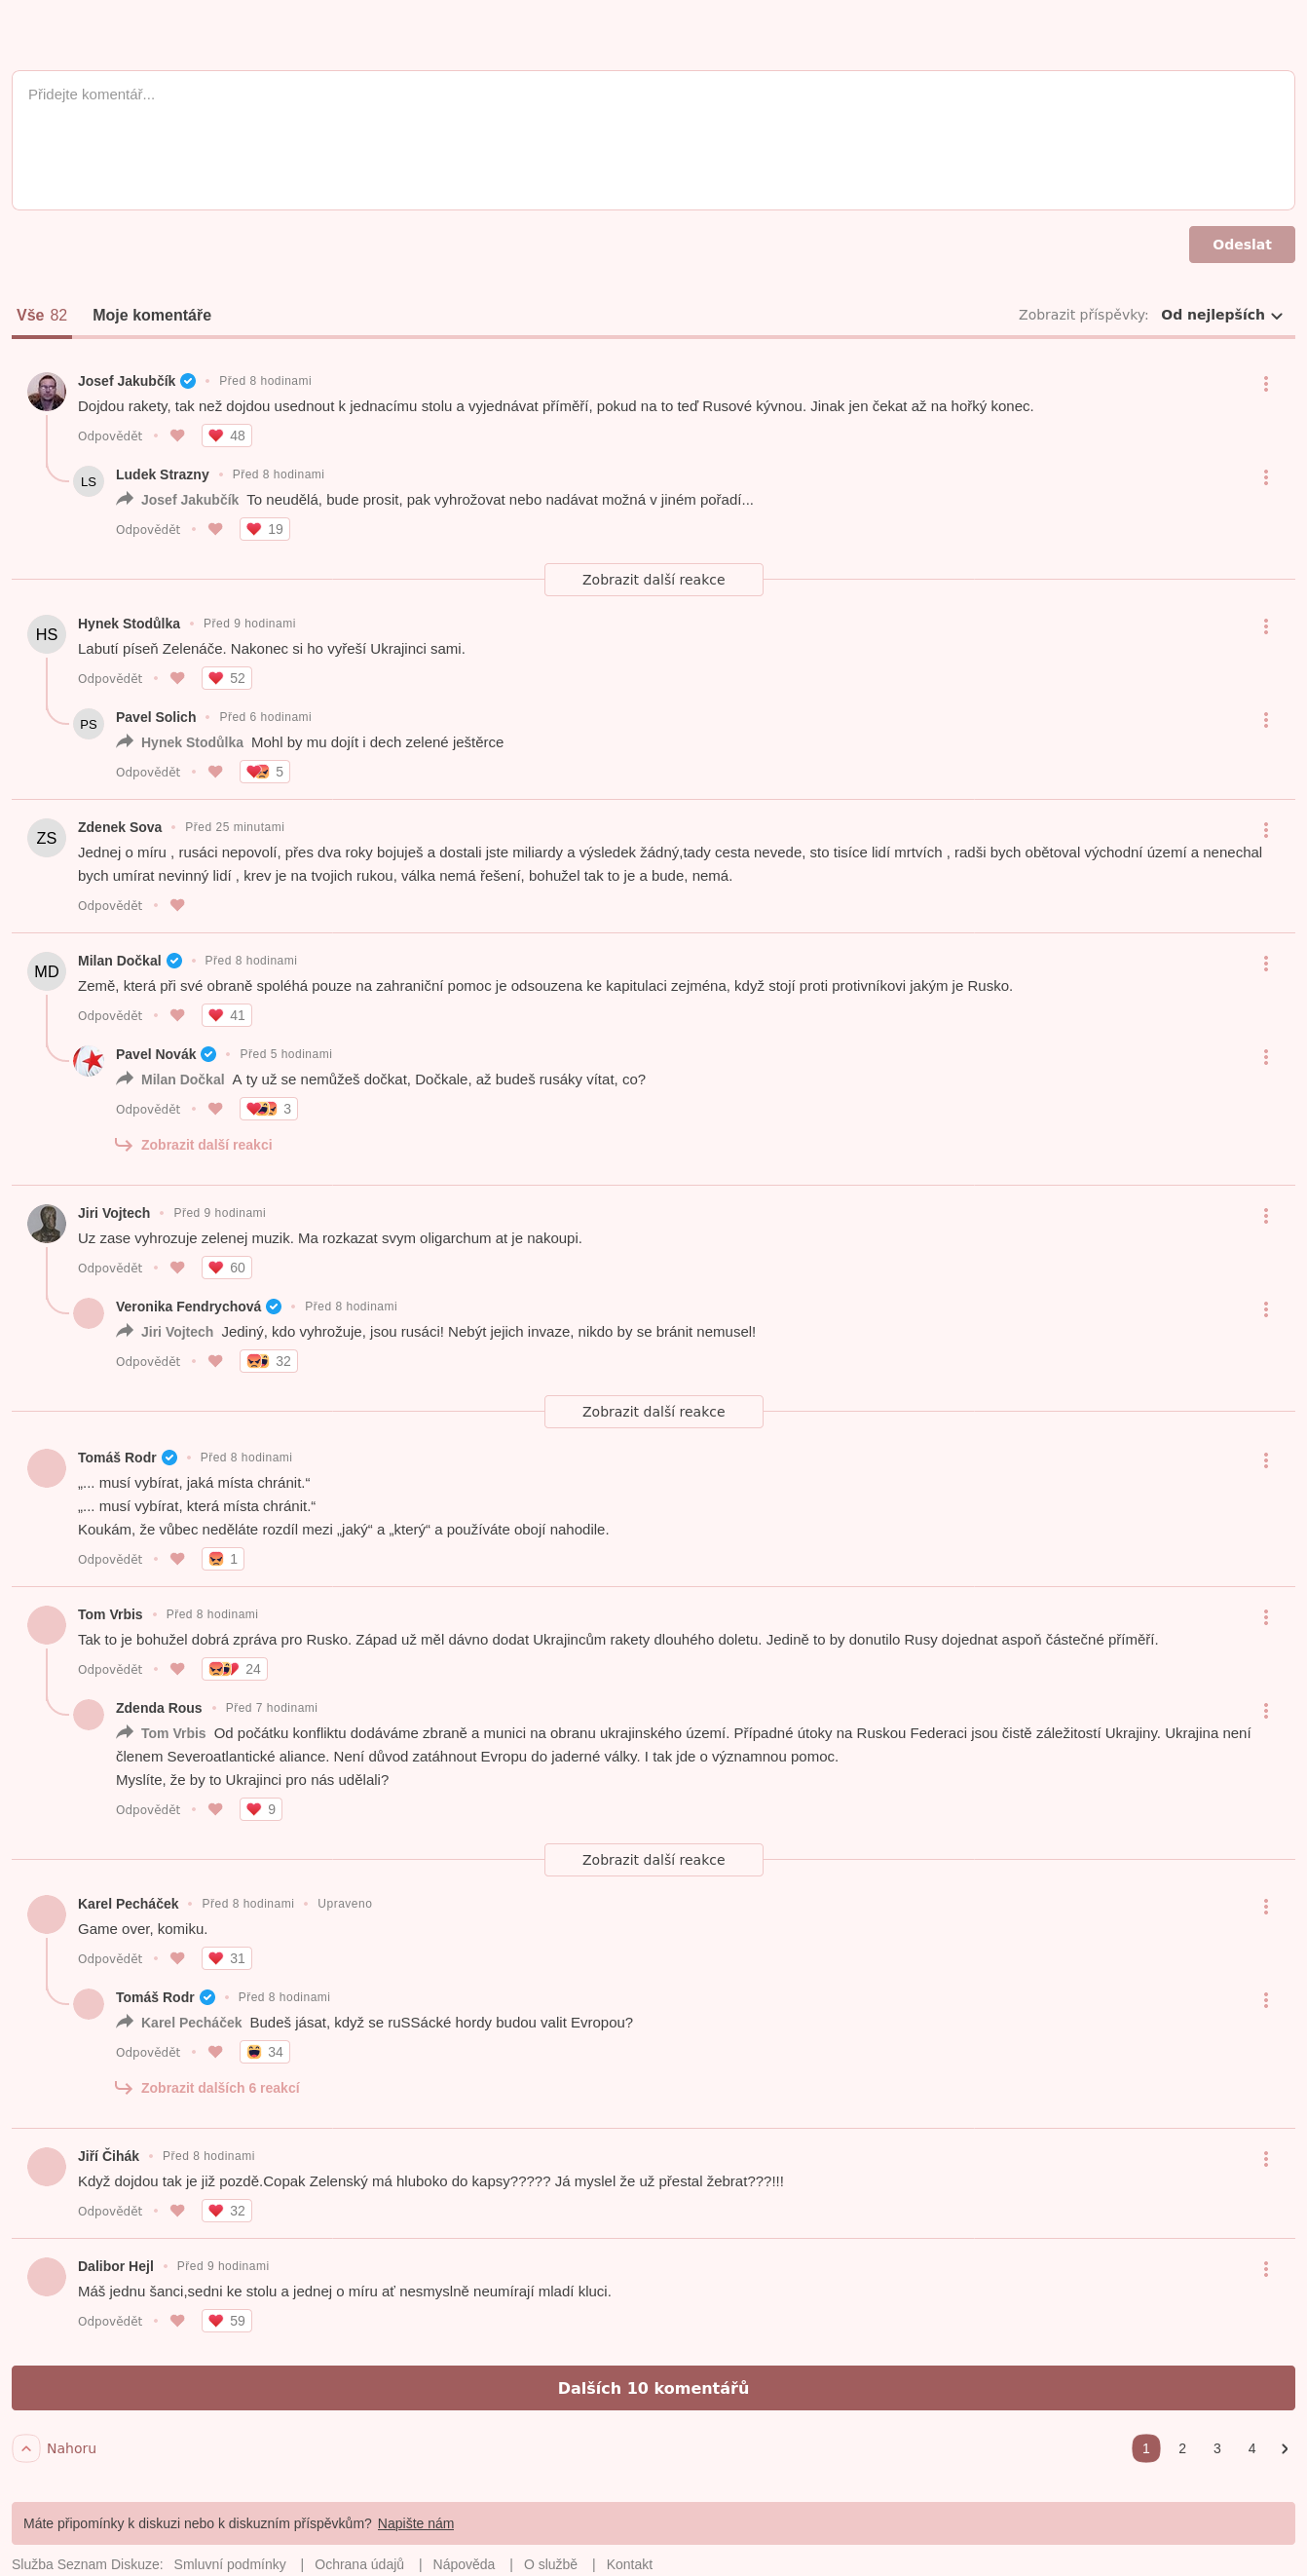 Přidejte komentář...
Odeslat
Vše 82 Moje komentáře Zobrazit příspěvky: Od nejlepších
Josef Jakubčík • Před 8 hodinami
Dojdou rakety, tak než dojdou usednout k jednacímu stolu a vyjednávat příměří, pokud na to teď Rusové kývnou. Jinak jen čekat až na hořký konec.
Odpovědět • 48
LS Ludek Strazny • Před 8 hodinami
Josef Jakubčík To neudělá, bude prosit, pak vyhrožovat nebo nadávat možná v jiném pořadí...
Odpovědět • 19
Zobrazit další reakce
HS Hynek Stodůlka • Před 9 hodinami
Labutí píseň Zelenáče. Nakonec si ho vyřeší Ukrajinci sami.
Odpovědět • 52
PS Pavel Solich • Před 6 hodinami
Hynek Stodůlka Mohl by mu dojít i dech zelené ještěrce
Odpovědět • 5
ZS Zdenek Sova • Před 25 minutami
Jednej o míru , rusáci nepovolí, přes dva roky bojuješ a dostali jste miliardy a výsledek žádný,tady cesta nevede, sto tisíce lidí mrtvích , radši bych obětoval východní území a nenechal
bych umírat nevinný lidí , krev je na tvojich rukou, válka nemá řešení, bohužel tak to je a bude, nemá.
Odpovědět •
MD Milan Dočkal • Před 8 hodinami
Země, která při své obraně spoléhá pouze na zahraniční pomoc je odsouzena ke kapitulaci zejména, když stojí proti protivníkovi jakým je Rusko.
Odpovědět • 41
Pavel Novák • Před 5 hodinami
Milan Dočkal A ty už se nemůžeš dočkat, Dočkale, až budeš rusáky vítat, co?
Odpovědět • 3
Zobrazit další reakci
Jiri Vojtech • Před 9 hodinami
Uz zase vyhrozuje zelenej muzik. Ma rozkazat svym oligarchum at je nakoupi.
Odpovědět • 60
Veronika Fendrychová • Před 8 hodinami
Jiri Vojtech Jediný, kdo vyhrožuje, jsou rusáci! Nebýt jejich invaze, nikdo by se bránit nemusel!
Odpovědět • 32
Zobrazit další reakce
Tomáš Rodr • Před 8 hodinami
„... musí vybírat, jaká místa chránit.“
„... musí vybírat, která místa chránit.“
Koukám, že vůbec neděláte rozdíl mezi „jaký“ a „který“ a používáte obojí nahodile.
Odpovědět • 1
Tom Vrbis • Před 8 hodinami
Tak to je bohužel dobrá zpráva pro Rusko. Západ už měl dávno dodat Ukrajincům rakety dlouhého doletu. Jedině to by donutilo Rusy dojednat aspoň částečné příměří.
Odpovědět • 24
Zdenda Rous • Před 7 hodinami
Tom Vrbis Od počátku konfliktu dodáváme zbraně a munici na obranu ukrajinského území. Případné útoky na Ruskou Federaci jsou čistě záležitostí Ukrajiny. Ukrajina není
členem Severoatlantické aliance. Není důvod zatáhnout Evropu do jaderné války. I tak jde o významnou pomoc.
Myslíte, že by to Ukrajinci pro nás udělali?
Odpovědět • 9
Zobrazit další reakce
Karel Pecháček • Před 8 hodinami • Upraveno
Game over, komiku.
Odpovědět • 31
Tomáš Rodr • Před 8 hodinami
Karel Pecháček Budeš jásat, když se ruSSácké hordy budou valit Evropou?
Odpovědět • 34
Zobrazit dalších 6 reakcí
Jiří Čihák • Před 8 hodinami
Když dojdou tak je již pozdě.Copak Zelenský má hluboko do kapsy????? Já myslel že už přestal žebrat???!!!
Odpovědět • 32
Dalibor Hejl • Před 9 hodinami
Máš jednu šanci,sedni ke stolu a jednej o míru ať nesmyslně neumírají mladí kluci.
Odpovědět • 59
Dalších 10 komentářů
Nahoru 1 2 3 4
Máte připomínky k diskuzi nebo k diskuzním příspěvkům? Napište nám
Služba Seznam Diskuze: Smluvní podmínky | Ochrana údajů | Nápověda | O službě | Kontakt